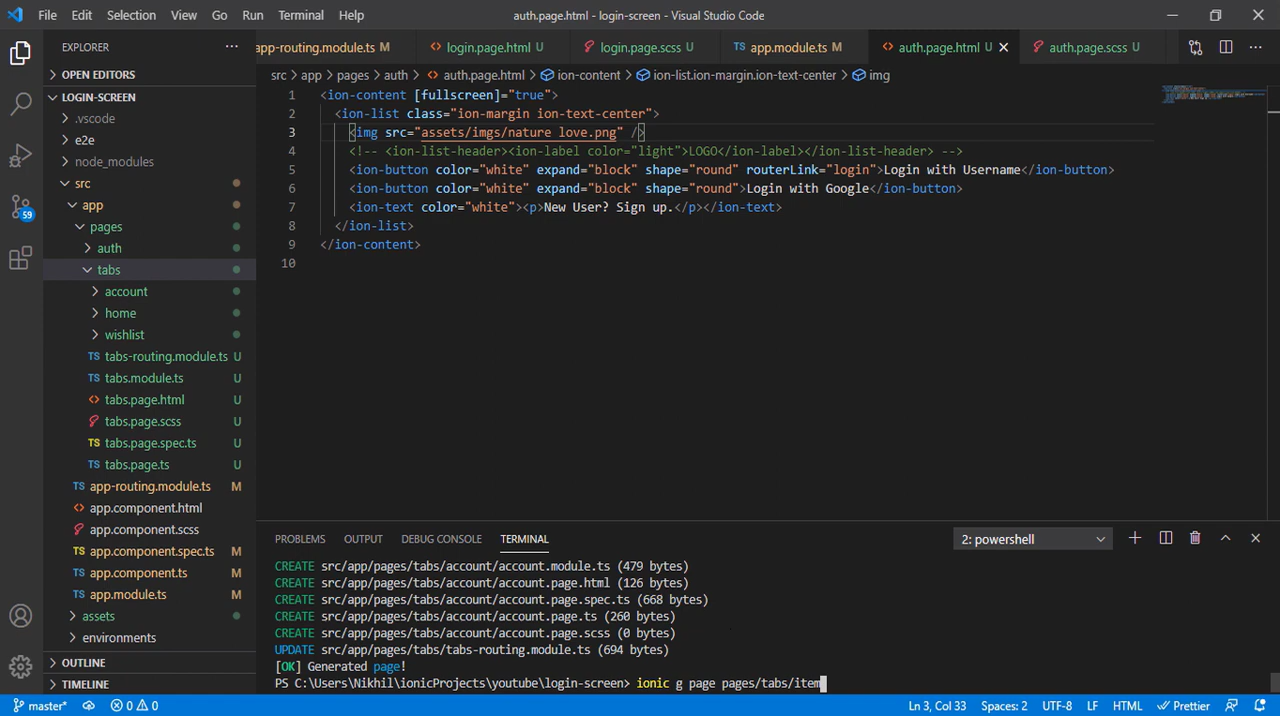 File Edit Selection View Go Run Terminal Help auth.page.html - login-screen - Visual Studio Code
EXPLORER
OPEN EDITORS
LOGIN-SCREEN
.vscode
e2e
node_modules
src
app
pages
auth
tabs
account
home
wishlist
TS tabs-routing.module.ts U
TS tabs.module.ts U
<> tabs.page.html U
tabs.page.scss U
TS tabs.page.spec.ts U
TS tabs.page.ts U
TS app-routing.module.ts M
<> app.component.html
app.component.scss
TS app.component.spec.ts M
TS app.component.ts M
TS app.module.ts M
assets
environments
OUTLINE
TIMELINE
59
app-routing.module.ts M <> login.page.html U login.page.scss U TS app.module.ts M <> auth.page.html U auth.page.scss U
src > app > pages > auth > <> auth.page.html > ion-content > ion-list.ion-margin.ion-text-center > img
1 <ion-content [fullscreen]="true">
2 <ion-list class="ion-margin ion-text-center">
3 <img src="assets/imgs/nature love.png" />
4 <!-- <ion-list-header><ion-label color="light">LOGO</ion-label></ion-list-header> -->
5 <ion-button color="white" expand="block" shape="round" routerLink="login">Login with Username</ion-button>
6 <ion-button color="white" expand="block" shape="round">Login with Google</ion-button>
7 <ion-text color="white"><p>New User? Sign up.</p></ion-text>
8 </ion-list>
9 </ion-content>
10
PROBLEMS OUTPUT DEBUG CONSOLE TERMINAL 2: powershell
CREATE src/app/pages/tabs/account/account.module.ts (479 bytes)
CREATE src/app/pages/tabs/account/account.page.html (126 bytes)
CREATE src/app/pages/tabs/account/account.page.spec.ts (668 bytes)
CREATE src/app/pages/tabs/account/account.page.ts (260 bytes)
CREATE src/app/pages/tabs/account/account.page.scss (0 bytes)
UPDATE src/app/pages/tabs/tabs-routing.module.ts (694 bytes)
[OK] Generated page!
PS C:\Users\Nikhil\ionicProjects\youtube\login-screen> ionic g page pages/tabs/item
master* 0 0 Ln 3, Col 33 Spaces: 2 UTF-8 LF HTML Prettier